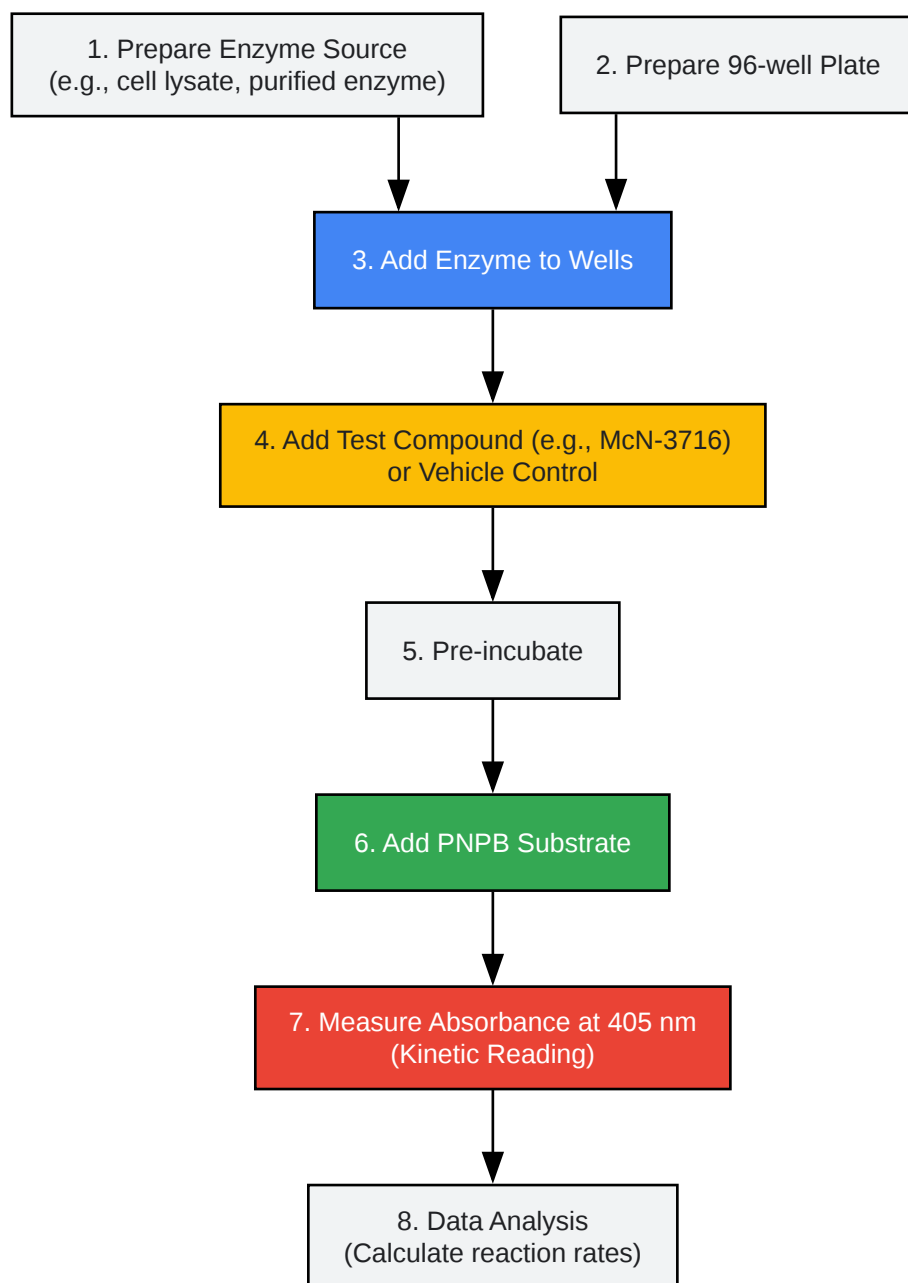 1. Prepare Enzyme Source
(e.g., cell lysate, purified enzyme)
2. Prepare 96-well Plate
3. Add Enzyme to Wells
4. Add Test Compound (e.g., McN-3716)
or Vehicle Control
5. Pre-incubate
6. Add PNPB Substrate
7. Measure Absorbance at 405 nm
(Kinetic Reading)
8. Data Analysis
(Calculate reaction rates)